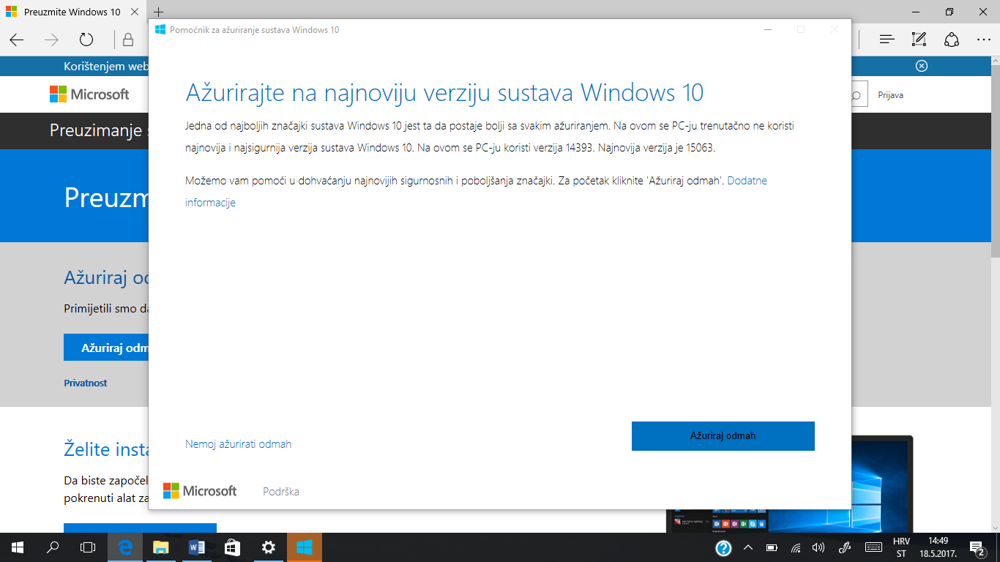 Preuzmite Windows 10
Pomoćnik za ažuriranje sustava Windows 10
Korištenjem web
Microsoft
Prijava
Preuzimanje
Preuzm
Ažurirajte na najnoviju verziju sustava Windows 10
Jedna od najboljih značajki sustava Windows 10 jest ta da postaje bolji sa svakim ažuriranjem. Na ovom se PC-ju trenutačno ne koristi
najnovija i najsigurnija verzija sustava Windows 10. Na ovom se PC-ju koristi verzija 14393. Najnovija verzija je 15063.
Možemo vam pomoći u dohvaćanju najnovijih sigurnosnih i poboljšanja značajki. Za početak kliknite 'Ažuriraj odmah'. Dodatne
informacije
Ažuriraj od
Primijetili smo da
Ažuriraj odm
Privatnost
Želite insta
Da biste započel
pokrenuti alat za
Nemoj ažurirati odmah
Ažuriraj odmah
Microsoft
Podrška
HRV
ST
14:49
18.5.2017.
2